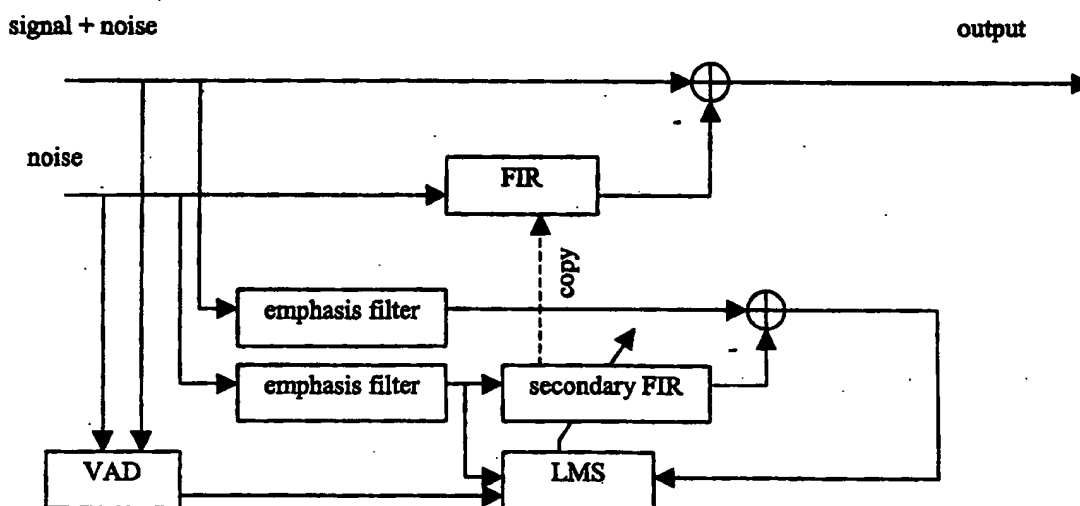 signal + noise
output
noise
FIR
copy
emphasis filter
emphasis filter
secondary FIR
VAD
LMS
-
-